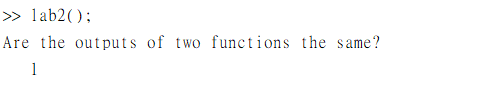 >> lab2();
Are the outputs of two functions the same?
1